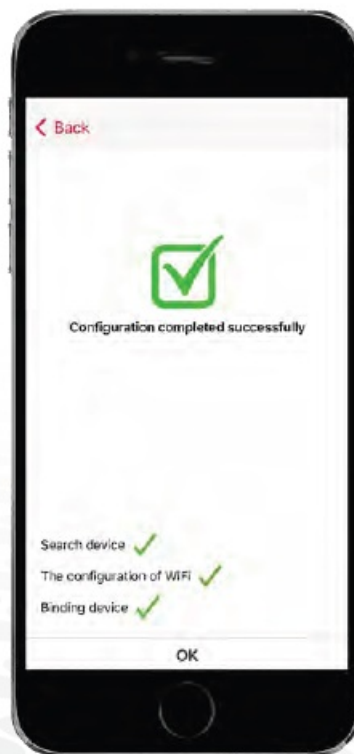 Back
Configuration completed successfully
Search device
The configuration of WiFi
Binding device
OK